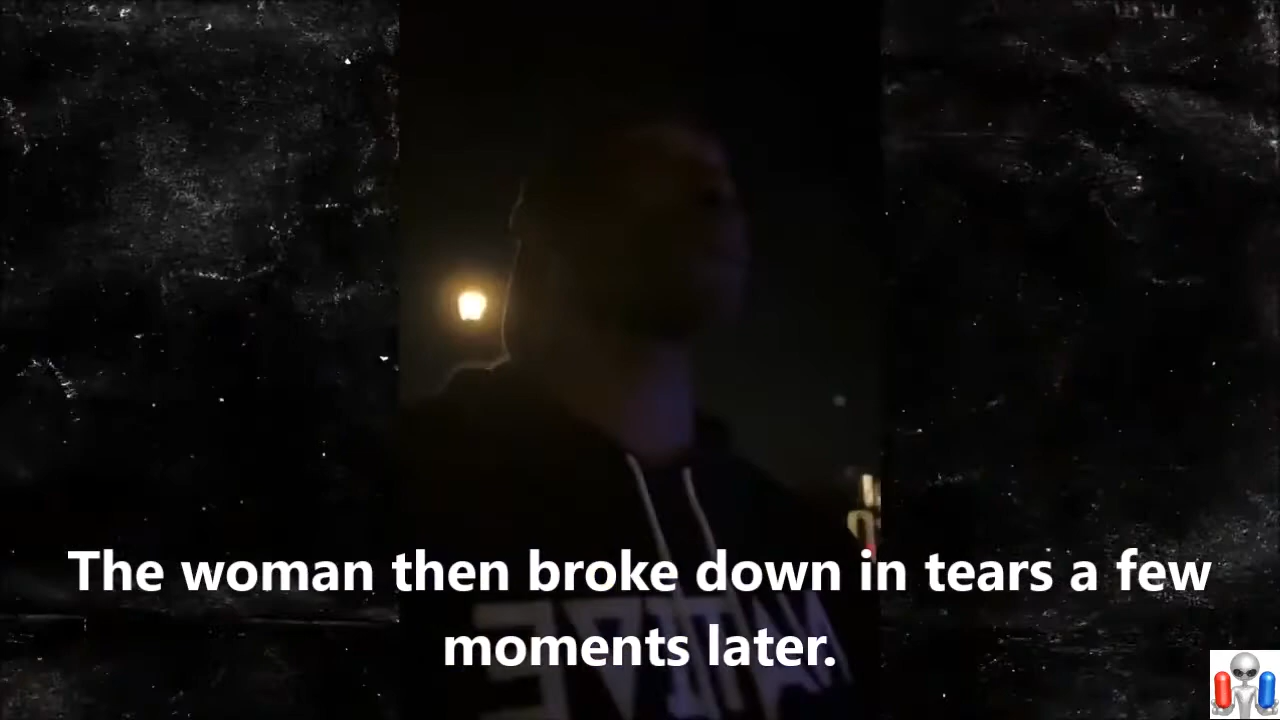 The woman then broke down in tears a few
moments later.